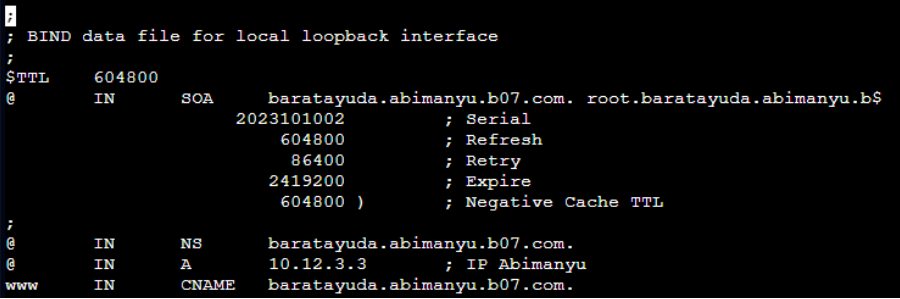 ;
; BIND data file for local loopback interface
;
$TTL    604800
@       IN      SOA     baratayuda.abimanyu.b07.com. root.baratayuda.abimanyu.b$
                     2023101002         ; Serial
                         604800         ; Refresh
                          86400         ; Retry
                        2419200         ; Expire
                         604800 )       ; Negative Cache TTL
;
@       IN      NS      baratayuda.abimanyu.b07.com.
@       IN      A       10.12.3.3       ; IP Abimanyu
www     IN      CNAME   baratayuda.abimanyu.b07.com.